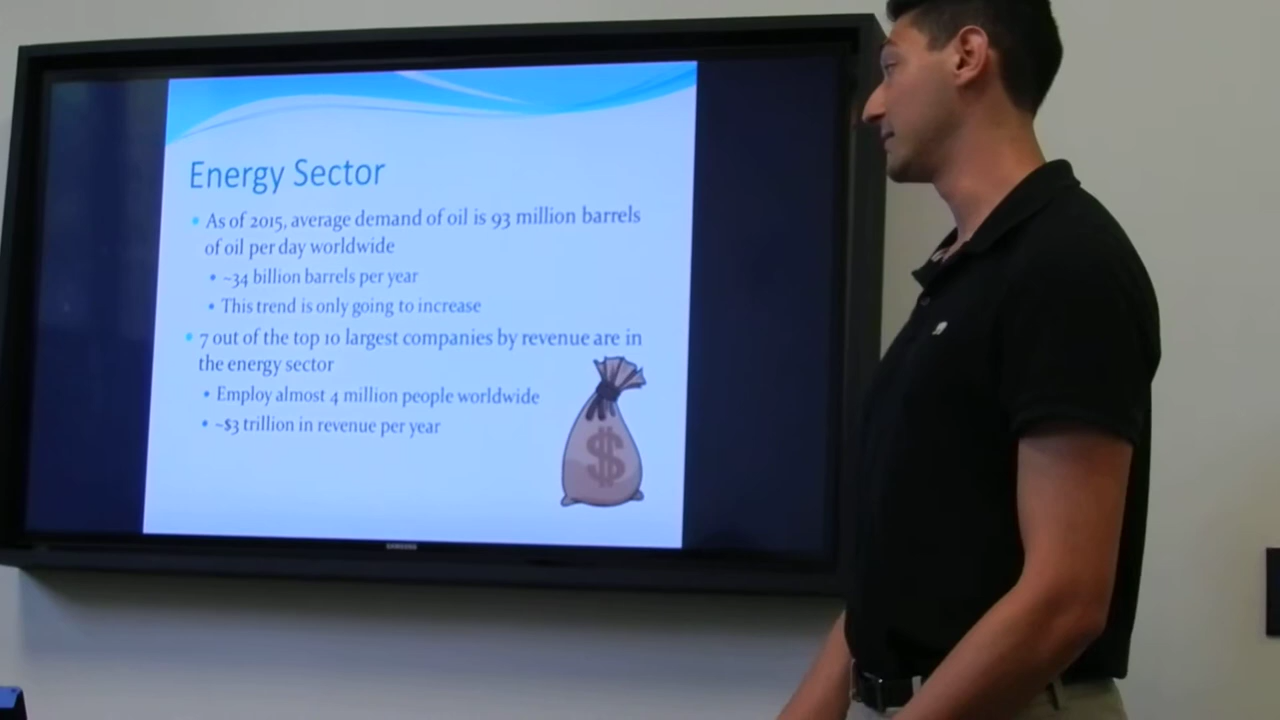 Energy Sector
As of 2015, average demand of oil is 93 million barrels
of oil per day worldwide
~34 billion barrels per year
This trend is only going to increase
7 out of the top 10 largest companies by revenue are in
the energy sector
Employ almost 4 million people worldwide
~$3 trillion in revenue per year
$
SAMSUNG